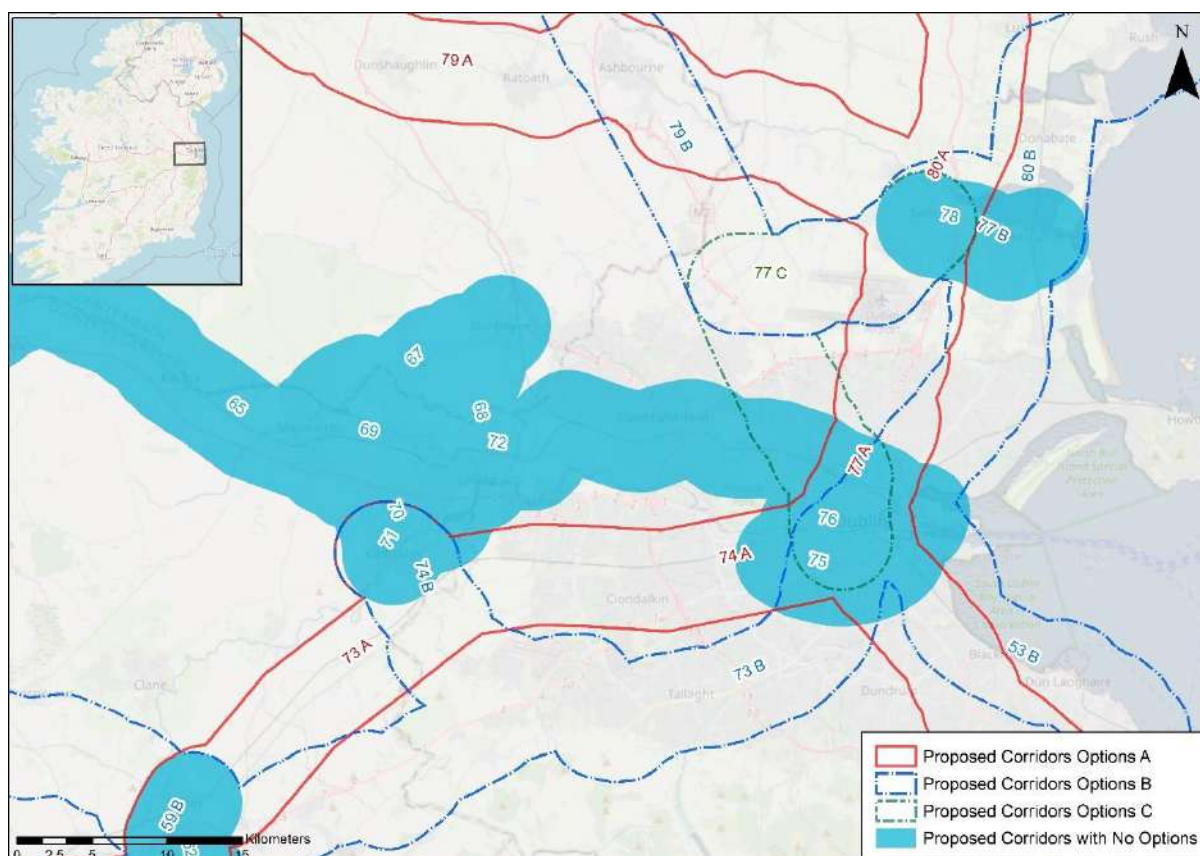 N
Dunshaughlin
79 A
Ratoath
Ashbourne
Rush
79 B
Donabate
80 A
80 B
78
77 B
77 C
67
65
69
68
72
77 A
Howth
70
71
76
Dublin
75
74 A
74 B
Clondalkin
73 A
73 B
53 B
Clane
Tallaght
Dundrum
Dún Laoghaire
59 B
0 2.5 5 10 15 Kilometers
Proposed Corridors Options A
Proposed Corridors Options B
Proposed Corridors Options C
Proposed Corridors with No Options